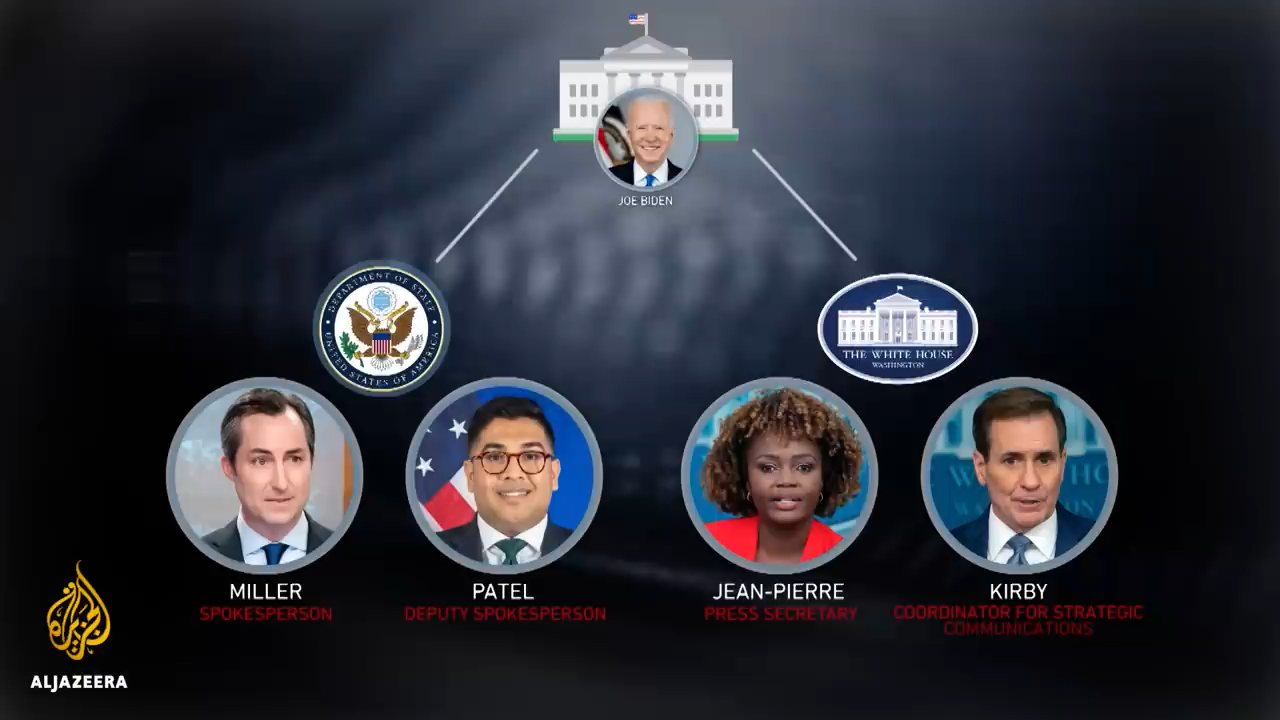 JOE BIDEN
DEPARTMENT OF STATE
UNITED STATES OF AMERICA
THE WHITE HOUSE
WASHINGTON
MILLER
SPOKESPERSON
PATEL
DEPUTY SPOKESPERSON
JEAN-PIERRE
PRESS SECRETARY
KIRBY
COORDINATOR FOR STRATEGIC
COMMUNICATIONS
ALJAZEERA